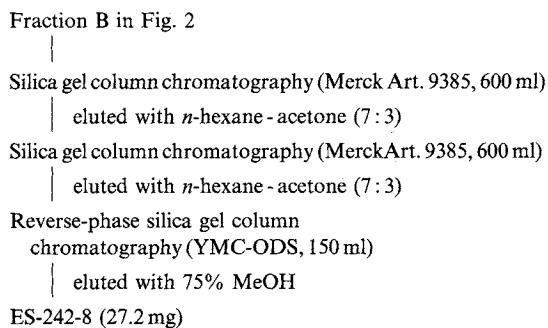 Fraction B in Fig. 2
Silica gel column chromatography (Merck Art. 9385, 600 ml)
eluted with n-hexane-acetone (7:3)
Silica gel column chromatography (MerckArt. 9385, 600 ml)
eluted with n-hexane-acetone (7:3)
Reverse-phase silica gel column
chromatography (YMC-ODS, 150 ml)
eluted with 75% MeOH
ES-242-8 (27.2 mg)